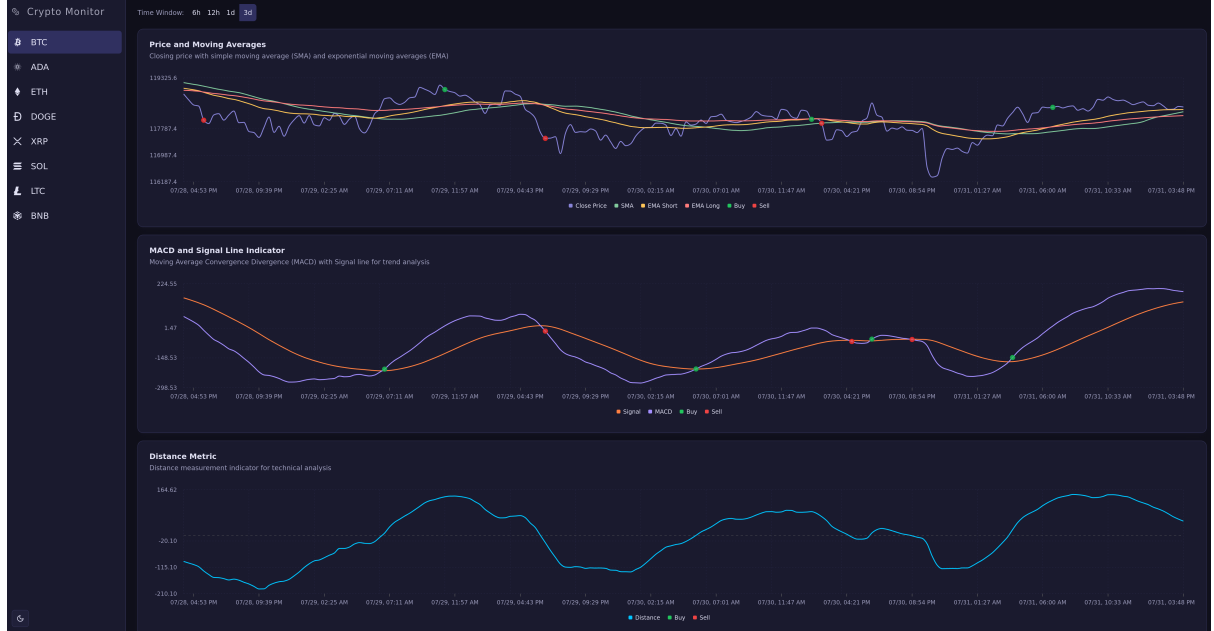 Crypto Monitor
BTC
ADA
ETH
DOGE
XRP
SOL
LTC
BNB
Time Window: 6h 12h 1d 3d
Price and Moving Averages
Closing price with simple moving average (SMA) and exponential moving averages (EMA)
119325.6
117787.4
116987.4
116187.4
07/28, 04:53 PM 07/28, 09:39 PM 07/29, 02:25 AM 07/29, 07:11 AM 07/29, 11:57 AM 07/29, 04:43 PM 07/29, 09:29 PM 07/30, 02:15 AM 07/30, 07:01 AM 07/30, 11:47 AM 07/30, 04:21 PM 07/30, 08:54 PM 07/31, 01:27 AM 07/31, 06:00 AM 07/31, 10:33 AM 07/31, 03:48 PM
Close Price SMA EMA Short EMA Long Buy Sell
MACD and Signal Line Indicator
Moving Average Convergence Divergence (MACD) with Signal line for trend analysis
224.55
1.47
-148.53
-298.53
07/28, 04:53 PM 07/28, 09:39 PM 07/29, 02:25 AM 07/29, 07:11 AM 07/29, 11:57 AM 07/29, 04:43 PM 07/29, 09:29 PM 07/30, 02:15 AM 07/30, 07:01 AM 07/30, 11:47 AM 07/30, 04:21 PM 07/30, 08:54 PM 07/31, 01:27 AM 07/31, 06:00 AM 07/31, 10:33 AM 07/31, 03:48 PM
Signal MACD Buy Sell
Distance Metric
Distance measurement indicator for technical analysis
164.62
-20.10
-115.10
-210.10
07/28, 04:53 PM 07/28, 09:39 PM 07/29, 02:25 AM 07/29, 07:11 AM 07/29, 11:57 AM 07/29, 04:43 PM 07/29, 09:29 PM 07/30, 02:15 AM 07/30, 07:01 AM 07/30, 11:47 AM 07/30, 04:21 PM 07/30, 08:54 PM 07/31, 01:27 AM 07/31, 06:00 AM 07/31, 10:33 AM 07/31, 03:48 PM
Distance Buy Sell